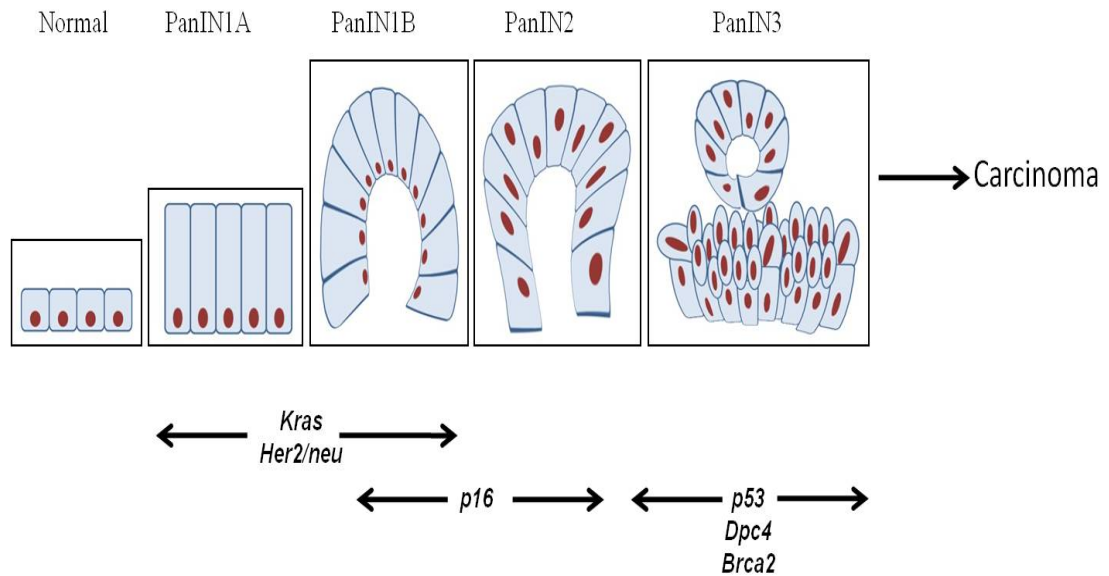 Normal
PanIN1A
PanIN1B
PanIN2
PanIN3
Carcinoma
Kras
Her2/neu
p16
p53
Dpc4
Brca2